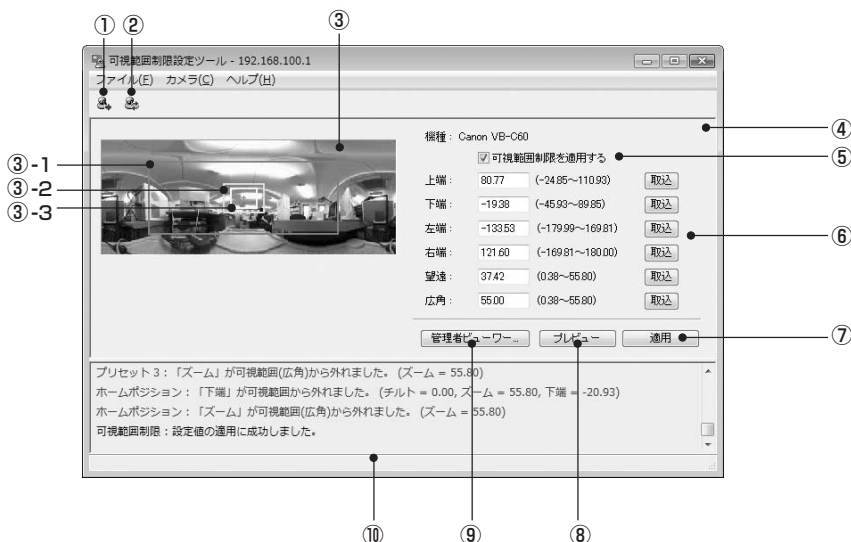 ① ② ③
可視範囲制限設定ツール - 192.168.100.1
ファイル(F) カメラ(C) ヘルプ(H)
③-1
③-2
③-3
機種 : Canon VB-C60
④
可視範囲制限を適用する
⑤
上端 : 80.77 (-24.85~110.93) 取込
下端 : -19.38 (-45.93~89.85) 取込
左端 : -133.53 (-179.99~169.81) 取込
⑥
右端 : 121.60 (-169.81~180.00) 取込
望遠 : 37.42 (0.38~55.80) 取込
広角 : 55.00 (0.38~55.80) 取込
管理者ビューワー... プレビュー 適用
⑦
プリセット 3 : 「ズーム」が可視範囲(広角)から外れました。 (ズーム = 55.80)
ホームポジション : 「下端」が可視範囲から外れました。 (チルト = 0.00, ズーム = 55.80, 下端 = -20.93)
ホームポジション : 「ズーム」が可視範囲(広角)から外れました。 (ズーム = 55.80)
可視範囲制限 : 設定値の適用に成功しました。
⑩ ⑨ ⑧